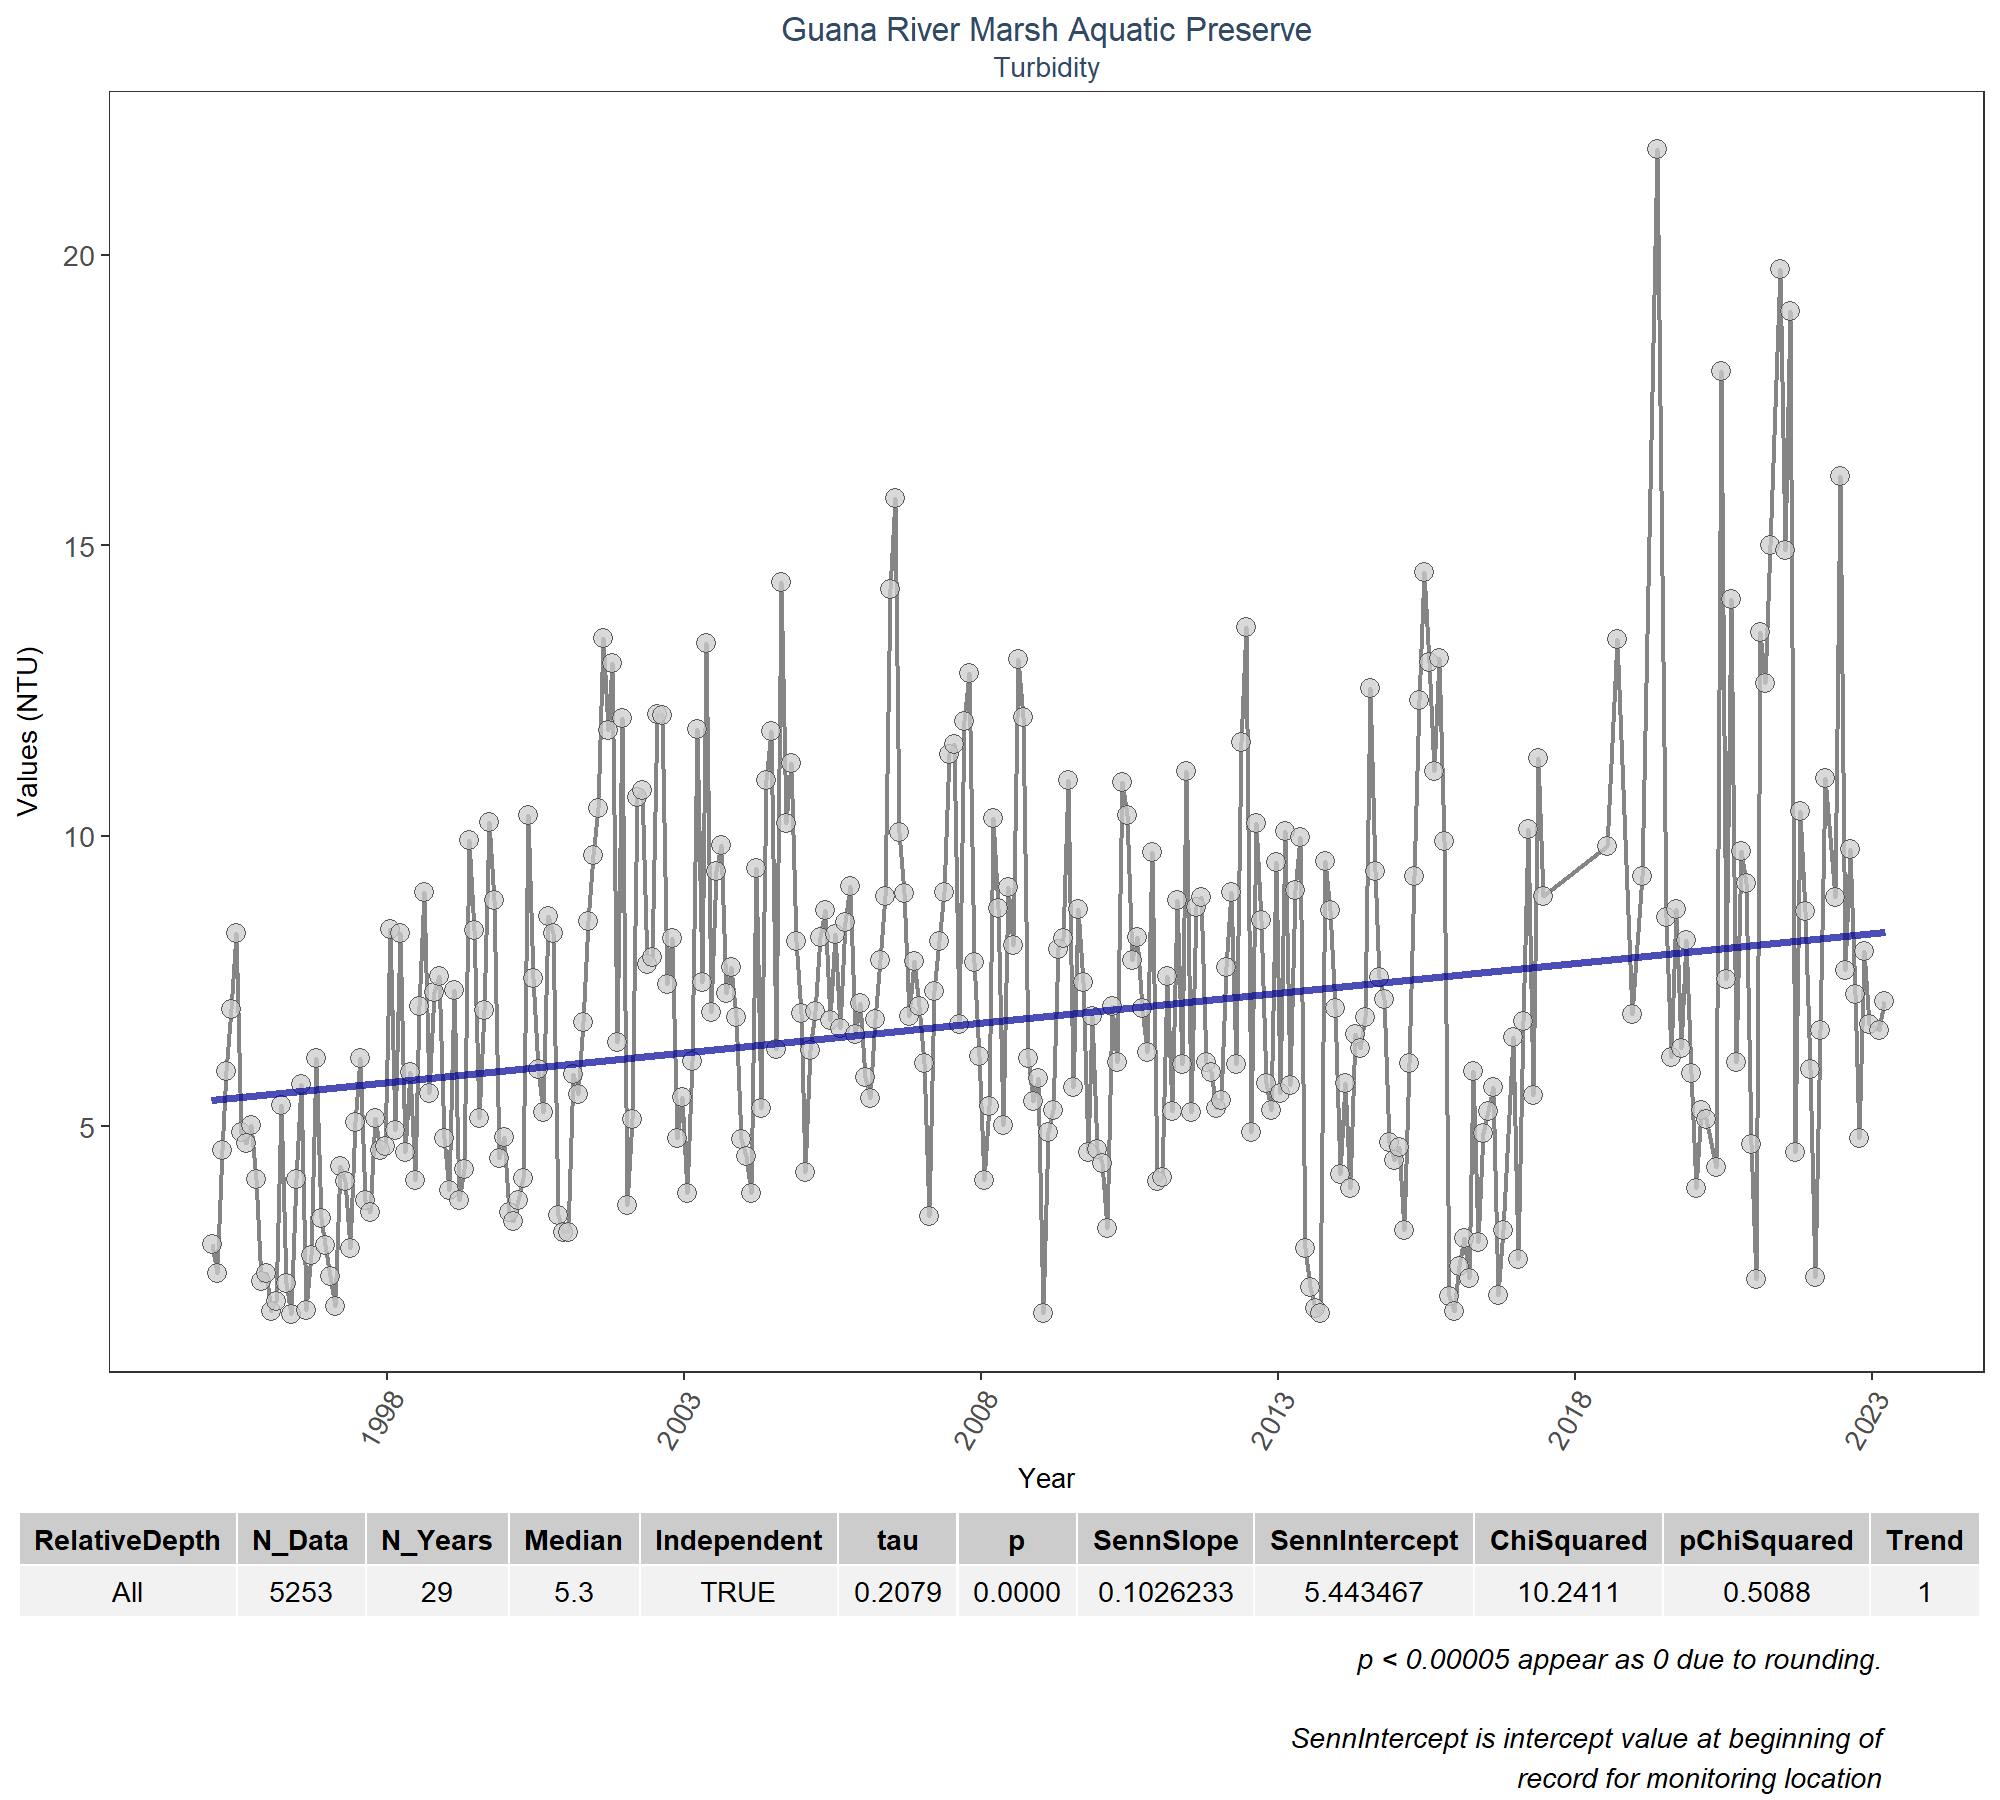 Guana River Marsh Aquatic Preserve
Turbidity
Values (NTU)
20
15
10
5
1998 2003 2008 2013 2018 2023
Year
RelativeDepth N_Data N_Years Median Independent tau p SennSlope SennIntercept ChiSquared pChiSquared Trend
All 5253 29 5.3 TRUE 0.2079 0.0000 0.1026233 5.443467 10.2411 0.5088 1
p < 0.00005 appear as 0 due to rounding.
SennIntercept is intercept value at beginning of
record for monitoring location